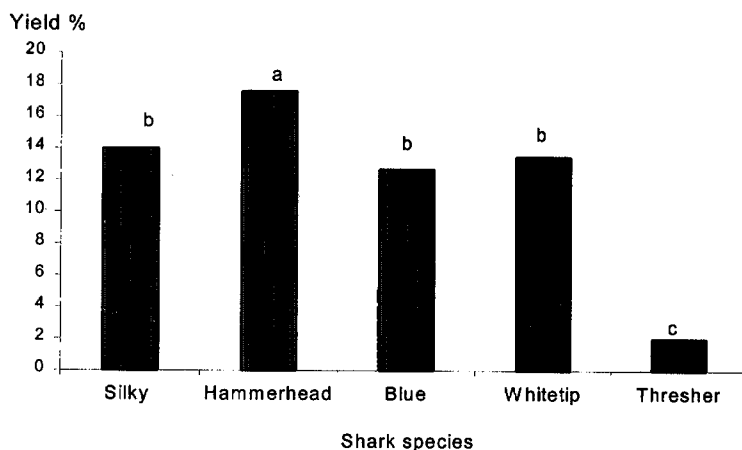 Yield %
20
18
16
14
12
10
8
6
4
2
0
b
a
b
b
c
Silky Hammerhead Blue Whitetip Thresher
Shark species